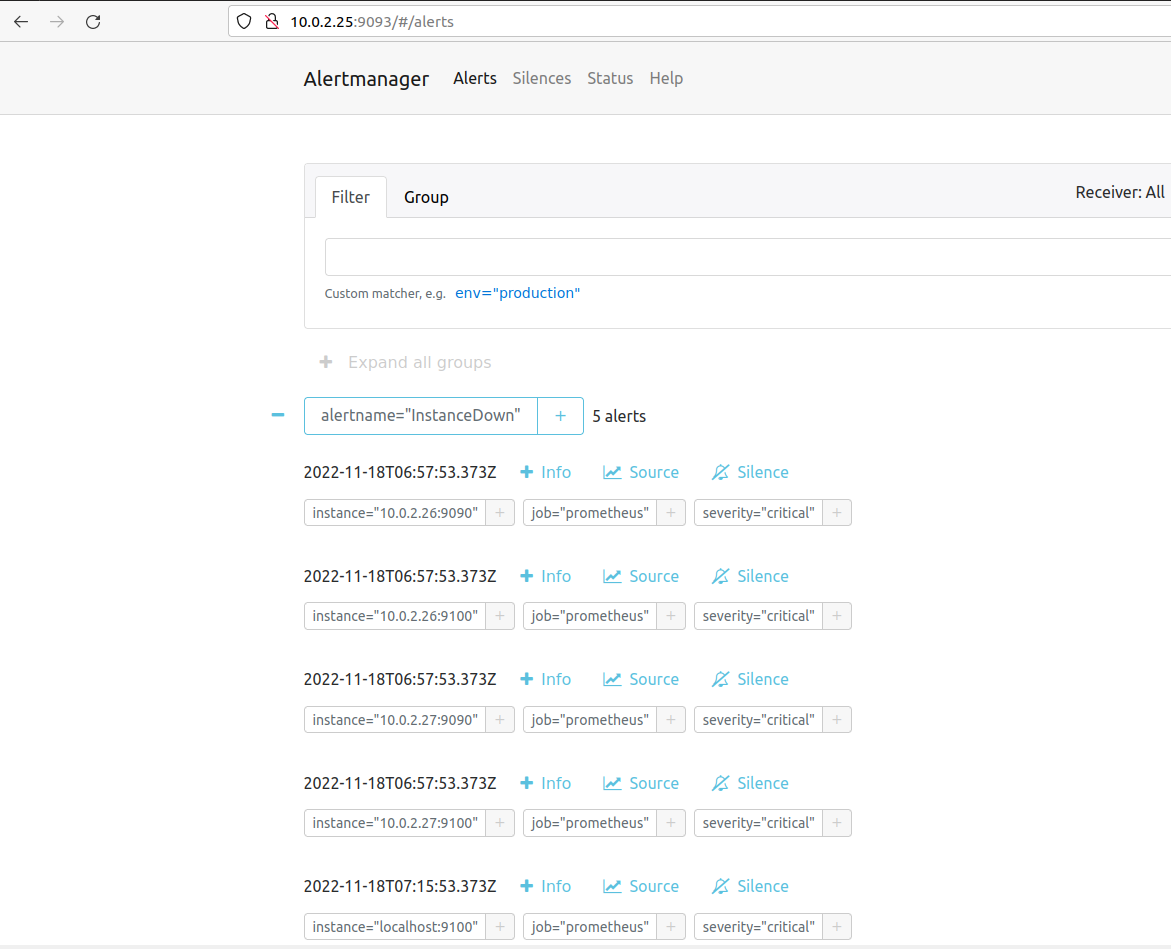 10.0.2.25:9093/#/alerts
Alertmanager Alerts Silences Status Help
Filter Group Receiver: All
Custom matcher, e.g. env="production"
+ Expand all groups
alertname="InstanceDown" + 5 alerts
2022-11-18T06:57:53.373Z + Info Source Silence
instance="10.0.2.26:9090" + job="prometheus" + severity="critical" +
2022-11-18T06:57:53.373Z + Info Source Silence
instance="10.0.2.26:9100" + job="prometheus" + severity="critical" +
2022-11-18T06:57:53.373Z + Info Source Silence
instance="10.0.2.27:9090" + job="prometheus" + severity="critical" +
2022-11-18T06:57:53.373Z + Info Source Silence
instance="10.0.2.27:9100" + job="prometheus" + severity="critical" +
2022-11-18T07:15:53.373Z + Info Source Silence
instance="localhost:9100" + job="prometheus" + severity="critical" +